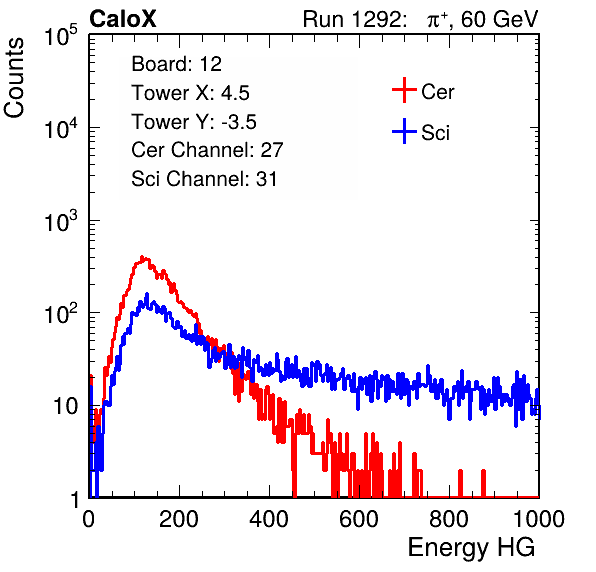 CaloX Run 1292: π⁺, 60 GeV
Counts
10⁵
10⁴
10³
10²
10
1
Board: 12
Tower X: 4.5
Tower Y: -3.5
Cer Channel: 27
Sci Channel: 31
Cer
Sci
0 200 400 600 800 1000
Energy HG